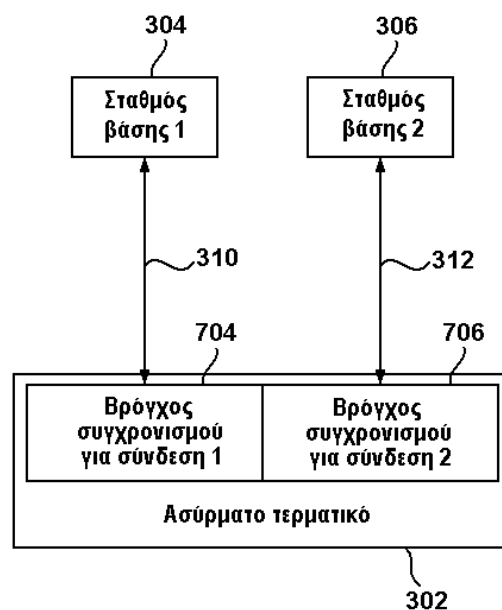 304
306
Σταθμός
βάσης 1
Σταθμός
βάσης 2
310
312
704
706
Βρόγχος
συγχρονισμού
για σύνδεση 1
Βρόγχος
συγχρονισμού
για σύνδεση 2
Ασύρματο τερματικό
302